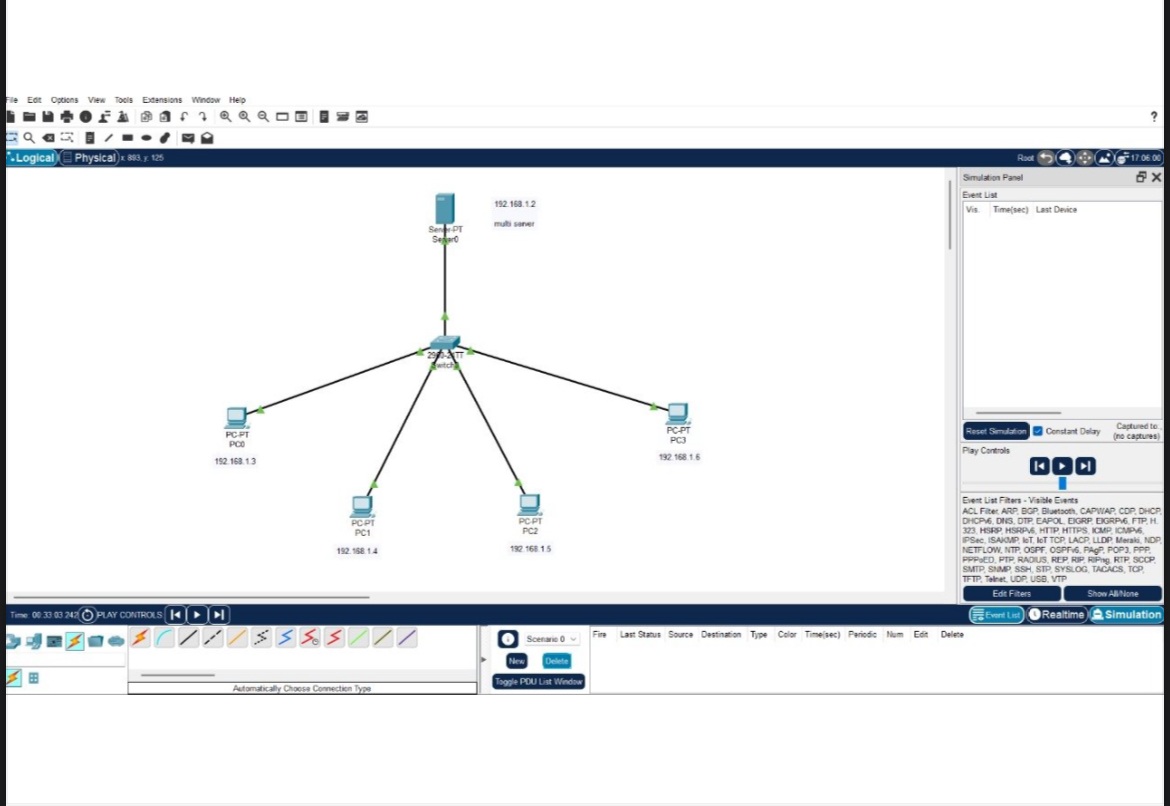 File Edit Options View Tools Extensions Window Help
?
Logical Physical x: 893, y: 125
Root 17:06:00
Simulation Panel
Event List
Vis. Time(sec) Last Device
192.168.1.2
multi server
Server-PT
Server0
2960-24TT
PC-PT
PC0
192.168.1.3
PC-PT
PC1
192.168.1.4
PC-PT
PC2
192.168.1.5
PC-PT
PC3
192.168.1.6
Reset Simulation Constant Delay Captured to:
(no captures)
Play Controls
Event List Filters - Visible Events
ACL Filter, ARP, BGP, Bluetooth, CAPWAP, CDP, DHCP,
DHCPv6, DNS, DTP, EAPOL, EIGRP, EIGRPv6, FTP, H.
323, HSRP, HSRPv6, HTTP, HTTPS, ICMP, ICMPv6,
IPSec, ISAKMP, IoT, IoT TCP, LACP, LLDP, Meraki, NDP,
NETFLOW, NTP, OSPF, OSPFv6, PAgP, POP3, PPP,
PPPoED, PTP, RADIUS, REP, RIP, RIPng, RTP, SCCP,
SMTP, SNMP, SSH, STP, SYSLOG, TACACS, TCP,
TFTP, Telnet, UDP, USB, VTP
Edit Filters Show All/None
Time: 00:33:03.242 PLAY CONTROLS:
Event List Realtime Simulation
Scenario 0
New Delete
Toggle PDU List Window
Fire Last Status Source Destination Type Color Time(sec) Periodic Num Edit Delete
Automatically Choose Connection Type